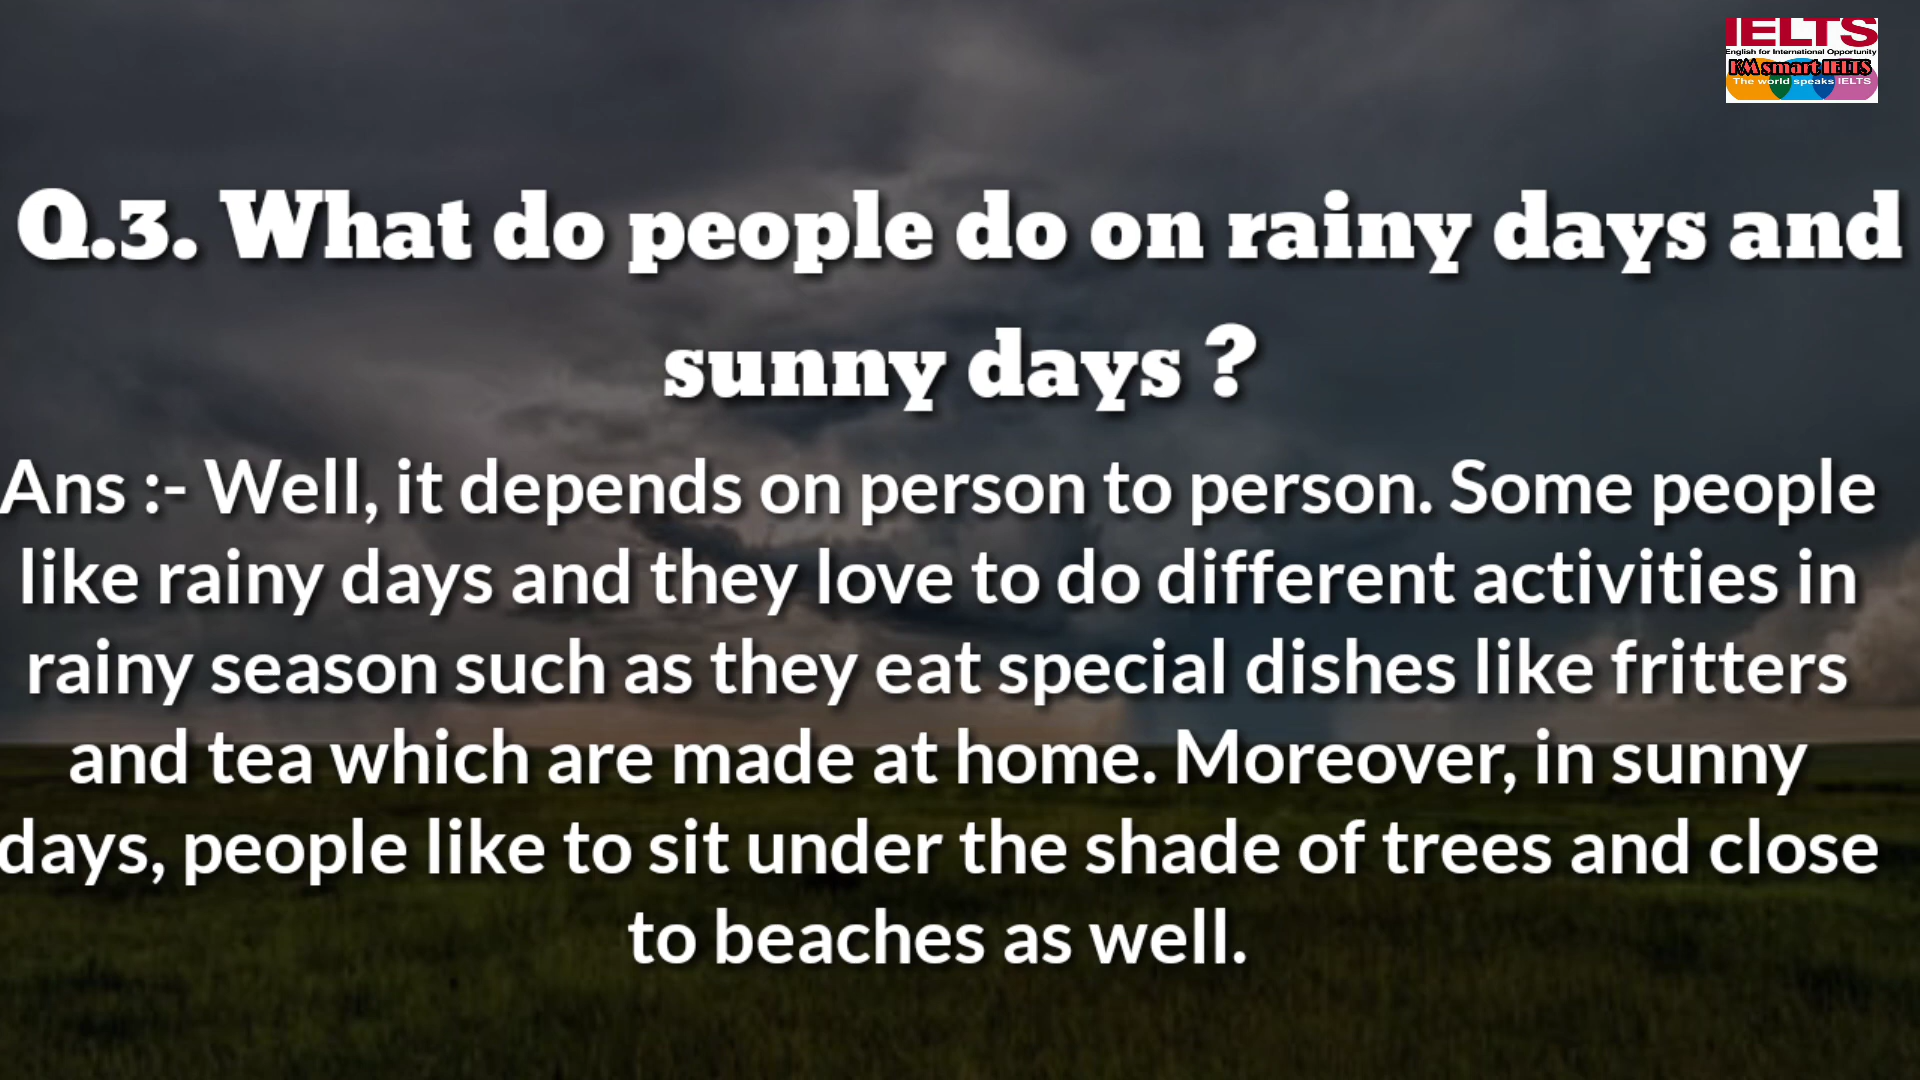 IELTS
English for International Opportunity
KM smart IELTS
The world speaks IELTS
Q.3. What do people do on rainy days and
sunny days ?
Ans :- Well, it depends on person to person. Some people
like rainy days and they love to do different activities in
rainy season such as they eat special dishes like fritters
and tea which are made at home. Moreover, in sunny
days, people like to sit under the shade of trees and close
to beaches as well.